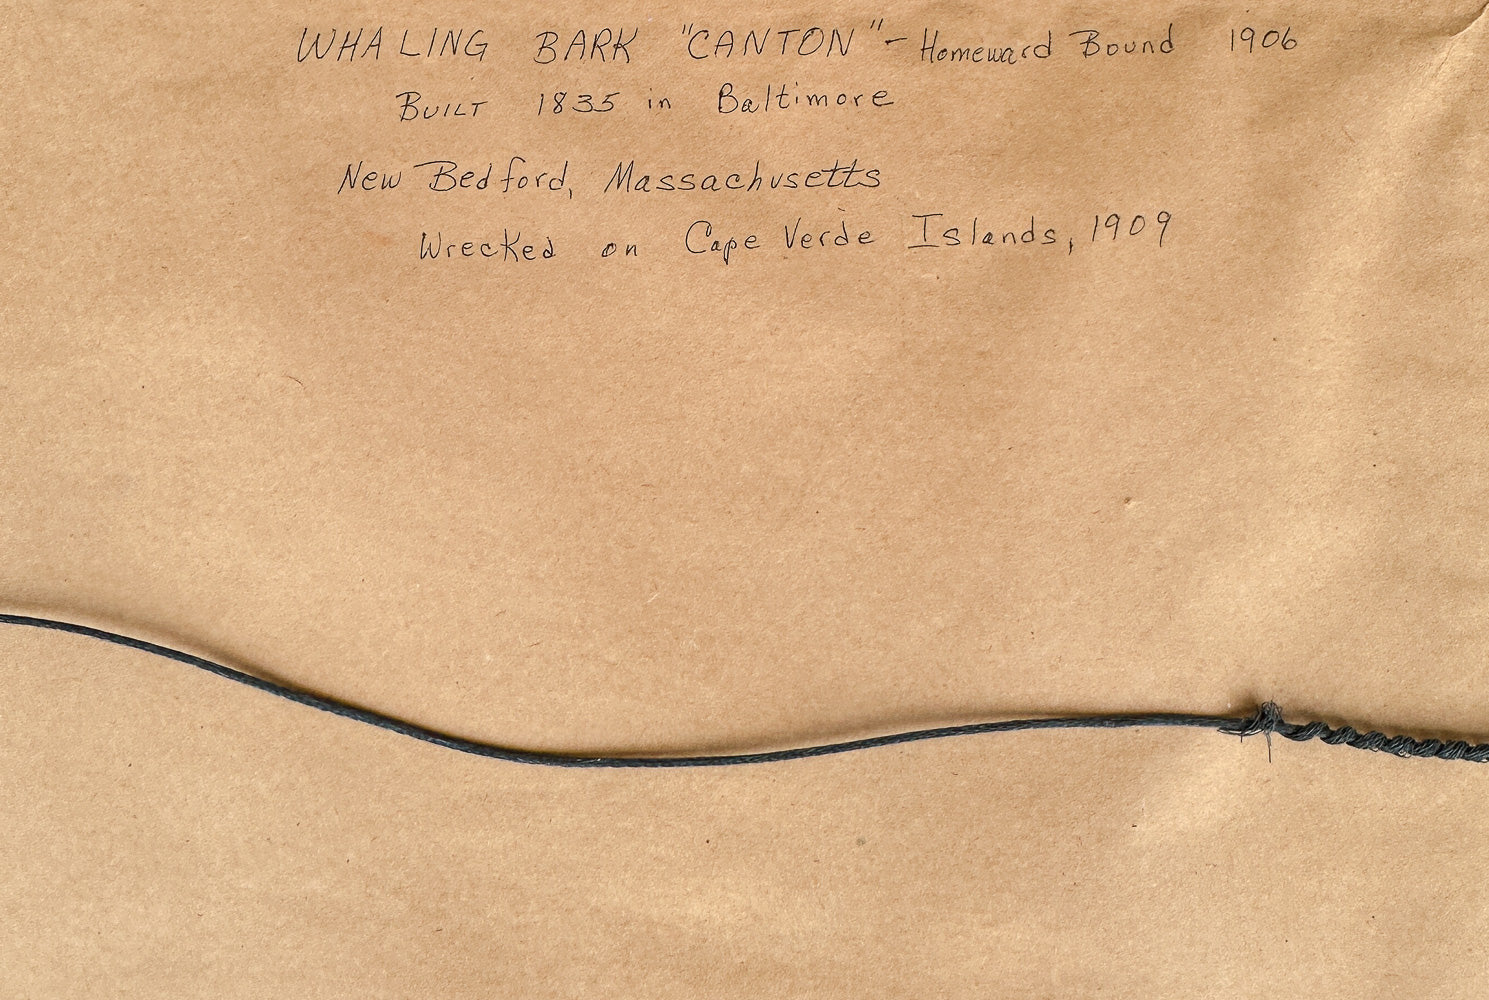 WHALING BARK "CANTON" - Homeward Bound 1906
BUILT 1835 in Baltimore
New Bedford, Massachusetts
Wrecked on Cape Verde Islands, 1909